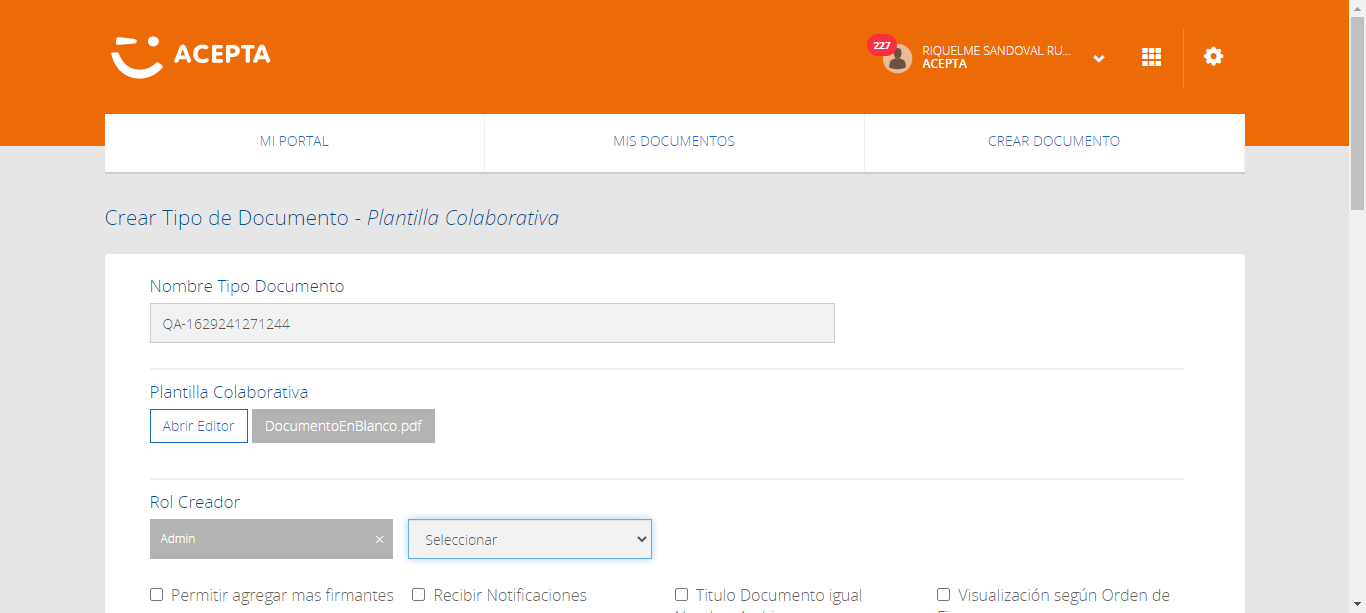 ACEPTA
227
RIQUELME SANDOVAL RU...
ACEPTA
MI PORTAL
MIS DOCUMENTOS
CREAR DOCUMENTO
Crear Tipo de Documento - Plantilla Colaborativa
Nombre Tipo Documento
QA-1629241271244
Plantilla Colaborativa
Abrir Editor
DocumentoEnBlanco.pdf
Rol Creador
Admin ×
Seleccionar
Permitir agregar mas firmantes
Recibir Notificaciones
Titulo Documento igual
Visualización según Orden de